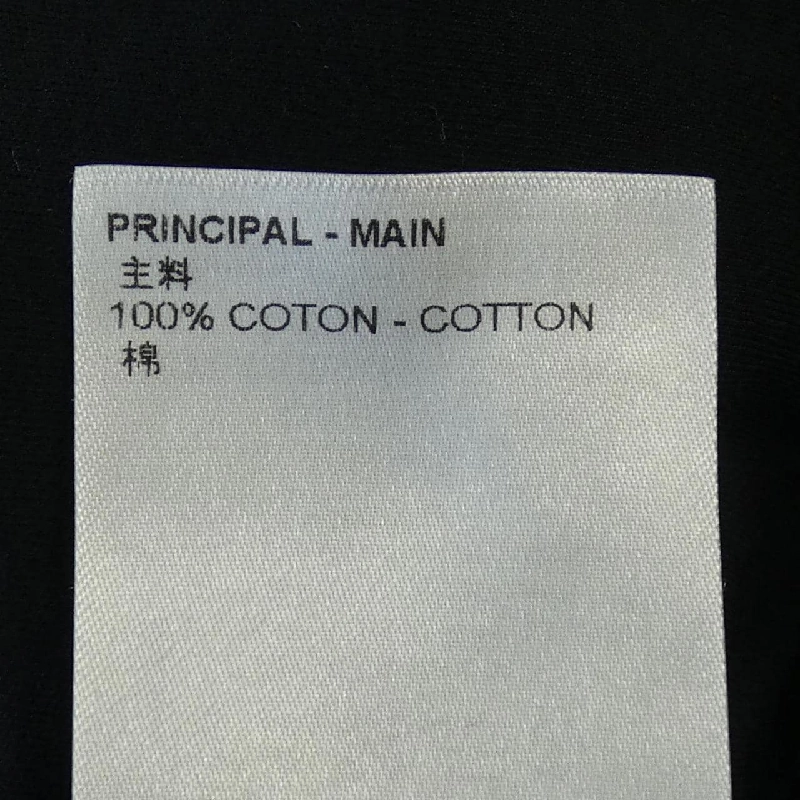 PRINCIPAL - MAIN
主料
100% COTON - COTTON
棉